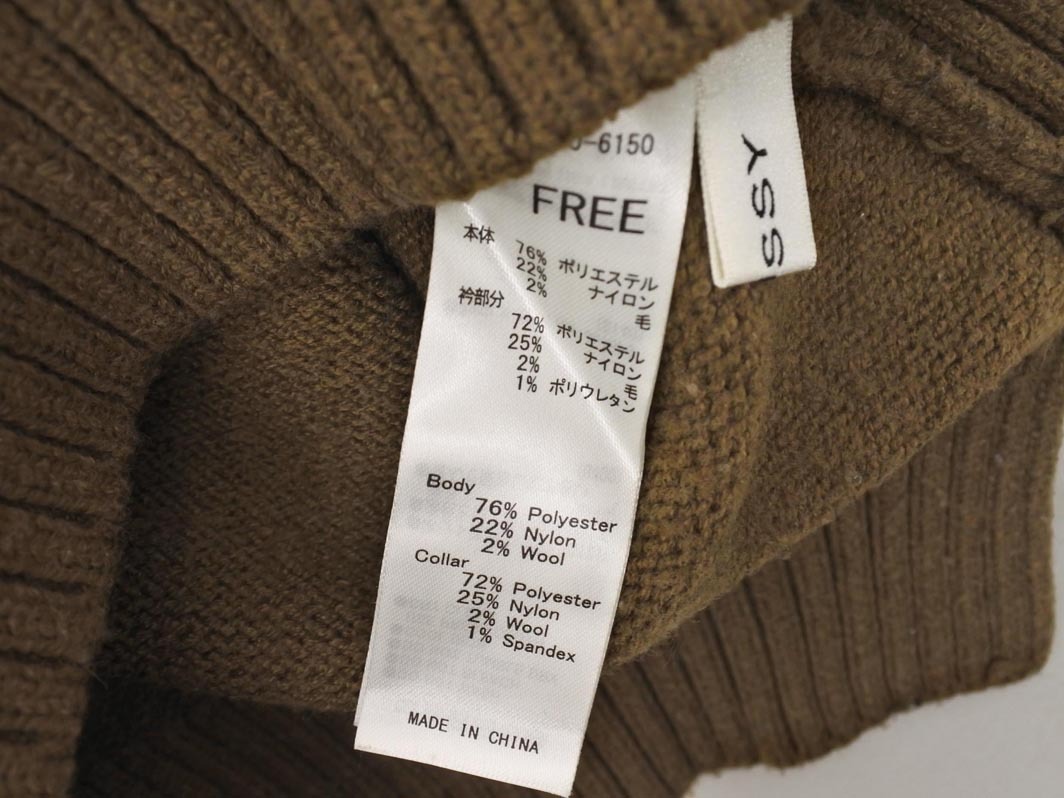 -6150
FREE
本体
76% ポリエステル
22% ナイロン
2% 毛
衿部分
72% ポリエステル
25% ナイロン
2% 毛
1% ポリウレタン
Body
76% Polyester
22% Nylon
2% Wool
Collar
72% Polyester
25% Nylon
2% Wool
1% Spandex
MADE IN CHINA
SSY